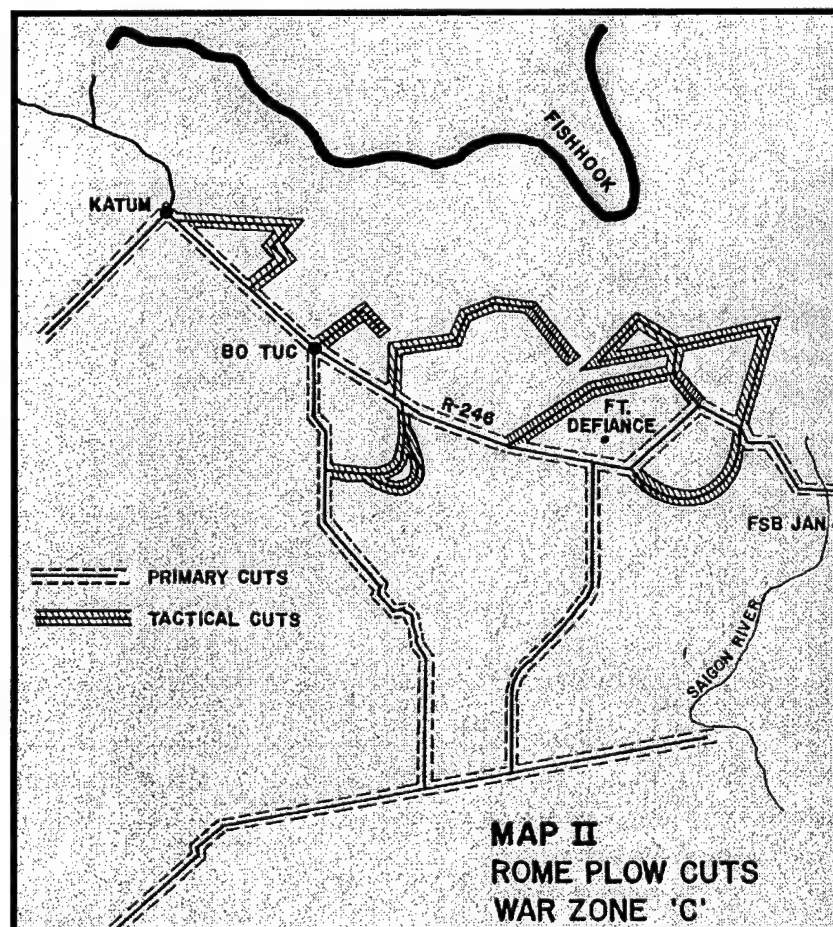 FISHHOOK
KATUM
BO TUC
R-246
FT.
DEFIANCE
FSB JAN
PRIMARY CUTS
TACTICAL CUTS
SAIGON RIVER
MAP II
ROME PLOW CUTS
WAR ZONE 'C'